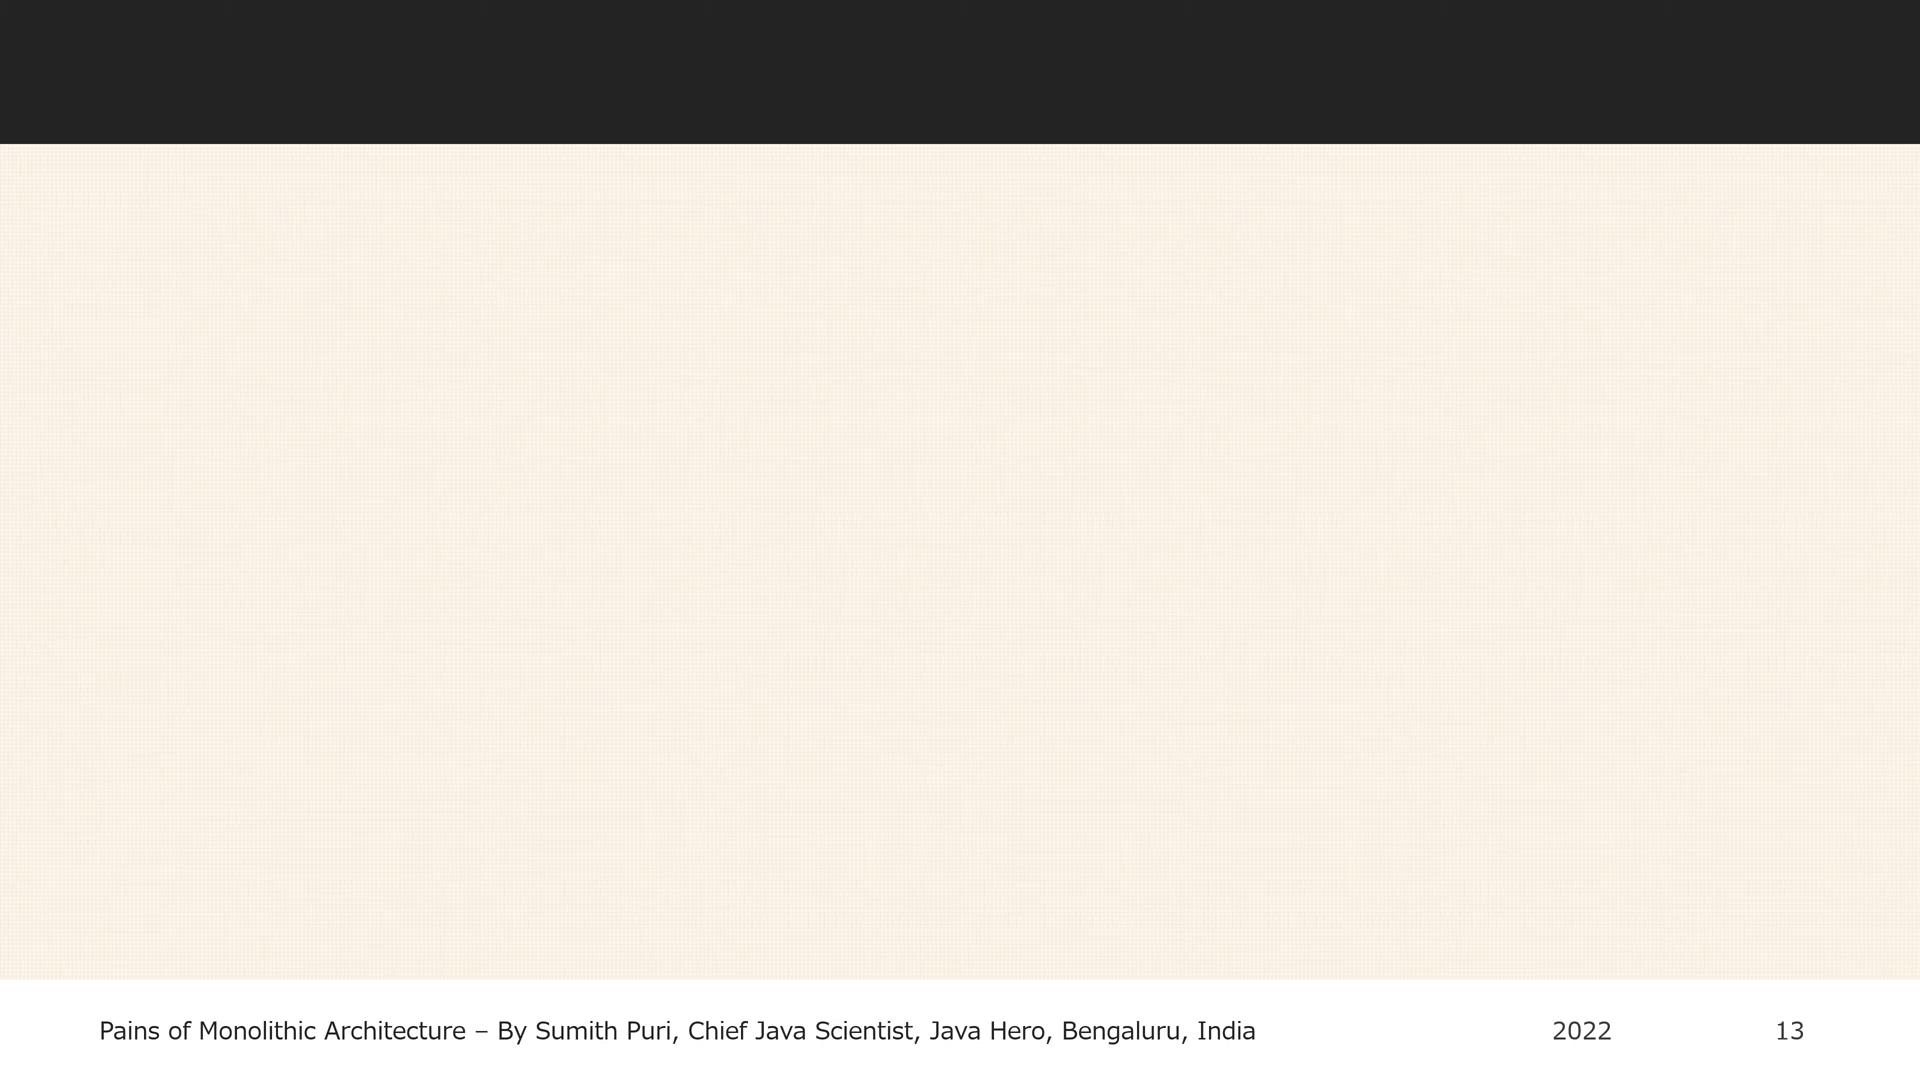 Pains of Monolithic Architecture – By Sumith Puri, Chief Java Scientist, Java Hero, Bengaluru, India 2022 13